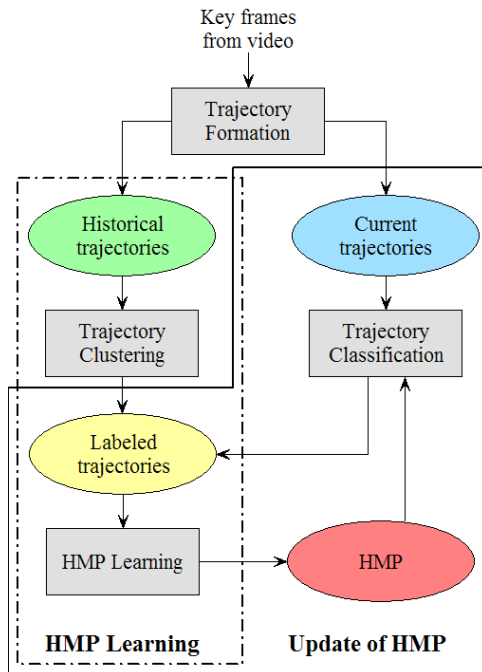 Key frames
from video
Trajectory
Formation
Historical
trajectories
Current
trajectories
Trajectory
Clustering
Trajectory
Classification
Labeled
trajectories
HMP Learning
HMP
HMP Learning
Update of HMP